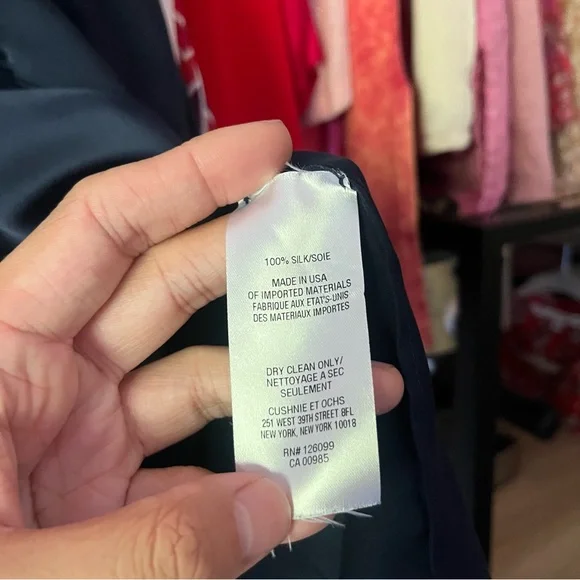 100% SILK/SOIE
MADE IN USA
OF IMPORTED MATERIALS
FABRIQUE AUX ETATS-UNIS
DES MATERIAUX IMPORTES
DRY CLEAN ONLY/
NETTOYAGE A SEC
SEULEMENT
CUSHNIE ET OCHS
251 WEST 39TH STREET 8FL
NEW YORK, NEW YORK 10018
RN# 126099
CA 00985